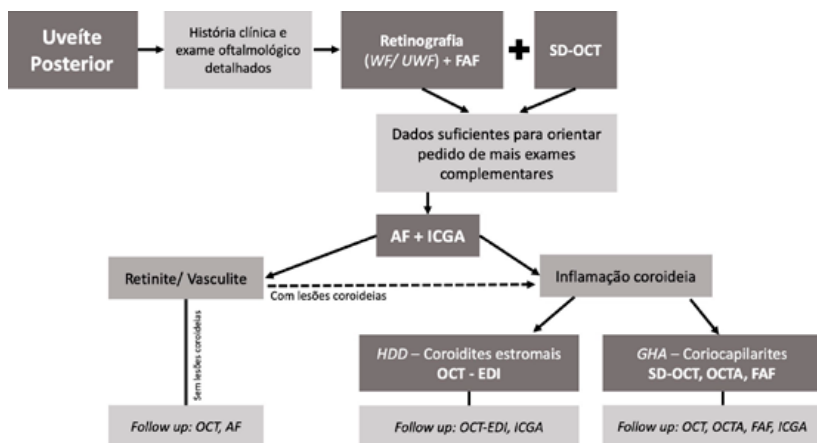 Uveíte
Posterior
História clínica e
exame oftalmológico
detalhados
Retinografia
(WF/ UWF) + FAF
SD-OCT
Dados suficientes para orientar
pedido de mais exames
complementares
AF + ICGA
Retinite/ Vasculite
Com lesões coroideias
Inflamação coroideia
Sem lesões coroideias
HDD – Coroidites estromais
OCT - EDI
GHA – Coriocapilarites
SD-OCT, OCTA, FAF
Follow up: OCT, AF
Follow up: OCT-EDI, ICGA
Follow up: OCT, OCTA, FAF, ICGA